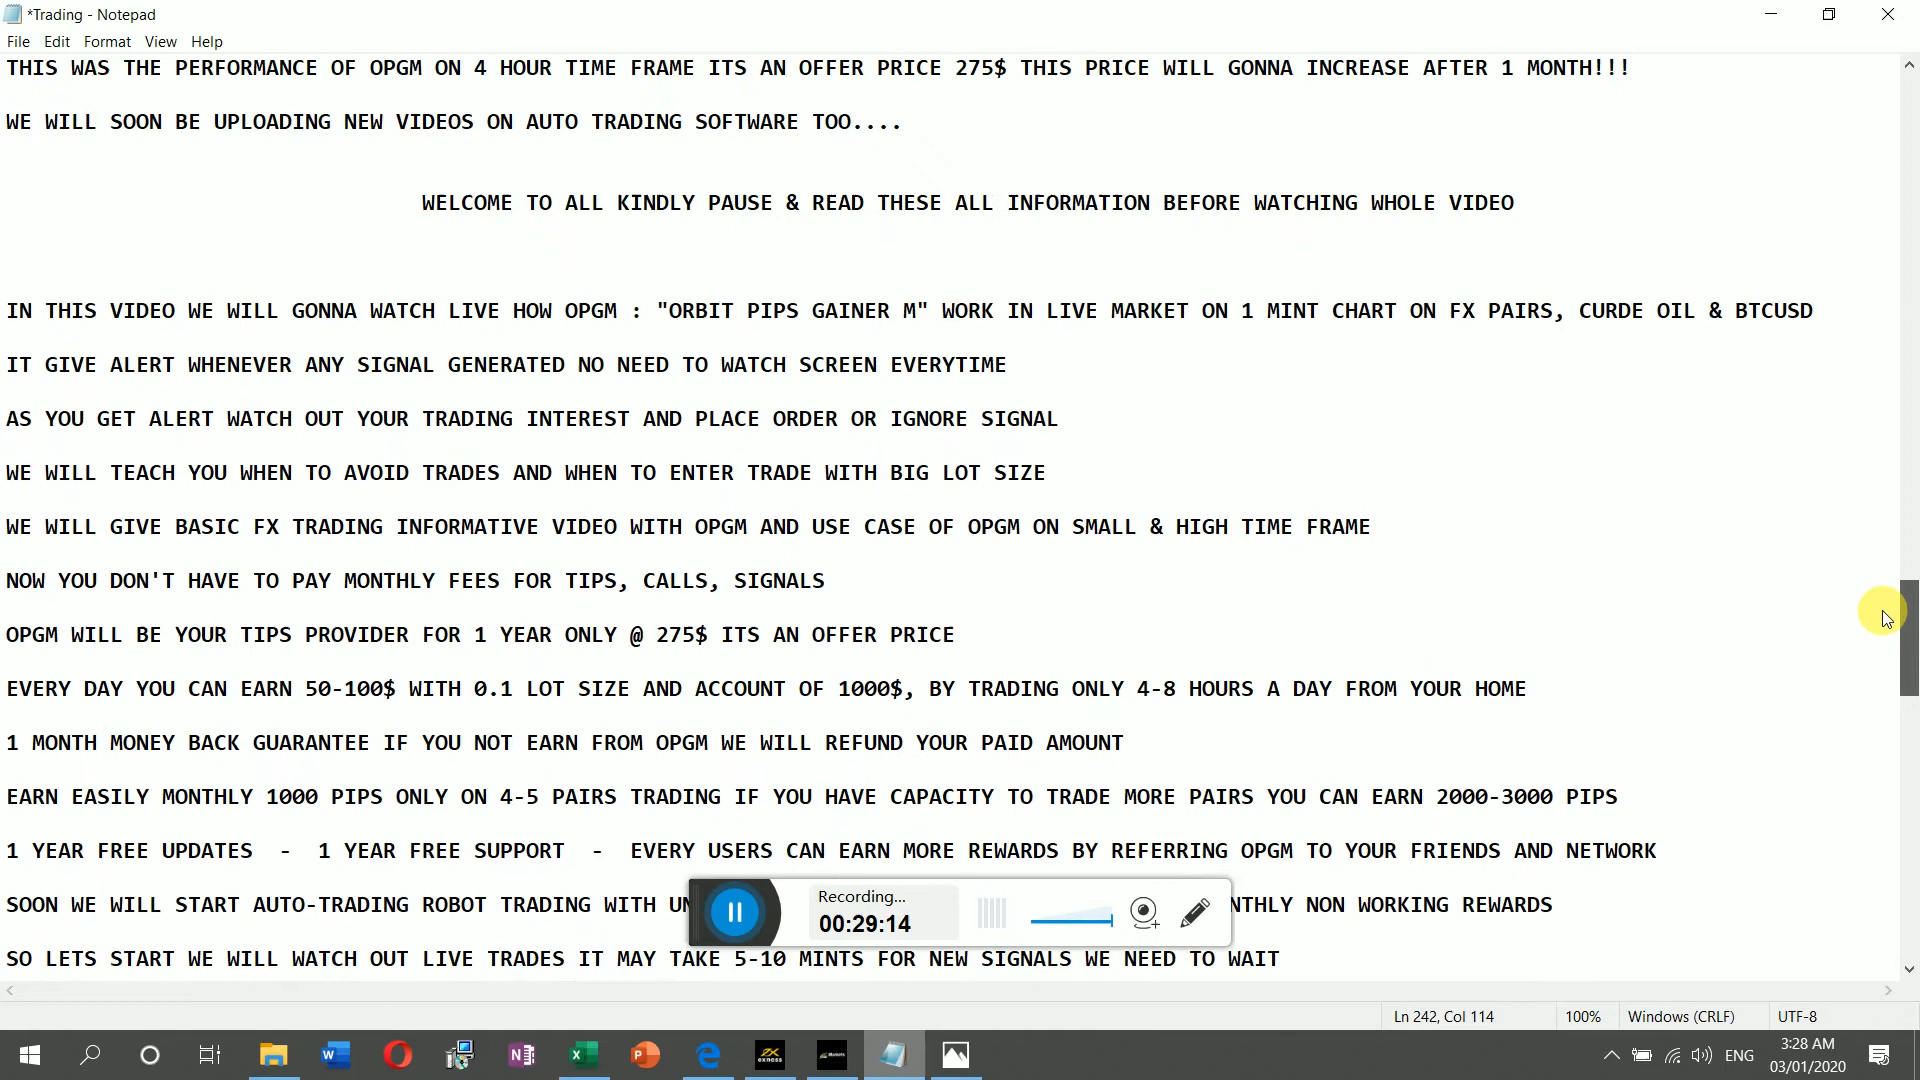 *Trading - Notepad
File Edit Format View Help
THIS WAS THE PERFORMANCE OF OPGM ON 4 HOUR TIME FRAME ITS AN OFFER PRICE 275$ THIS PRICE WILL GONNA INCREASE AFTER 1 MONTH!!!
WE WILL SOON BE UPLOADING NEW VIDEOS ON AUTO TRADING SOFTWARE TOO....
WELCOME TO ALL KINDLY PAUSE & READ THESE ALL INFORMATION BEFORE WATCHING WHOLE VIDEO
IN THIS VIDEO WE WILL GONNA WATCH LIVE HOW OPGM : "ORBIT PIPS GAINER M" WORK IN LIVE MARKET ON 1 MINT CHART ON FX PAIRS, CURDE OIL & BTCUSD
IT GIVE ALERT WHENEVER ANY SIGNAL GENERATED NO NEED TO WATCH SCREEN EVERYTIME
AS YOU GET ALERT WATCH OUT YOUR TRADING INTEREST AND PLACE ORDER OR IGNORE SIGNAL
WE WILL TEACH YOU WHEN TO AVOID TRADES AND WHEN TO ENTER TRADE WITH BIG LOT SIZE
WE WILL GIVE BASIC FX TRADING INFORMATIVE VIDEO WITH OPGM AND USE CASE OF OPGM ON SMALL & HIGH TIME FRAME
NOW YOU DON'T HAVE TO PAY MONTHLY FEES FOR TIPS, CALLS, SIGNALS
OPGM WILL BE YOUR TIPS PROVIDER FOR 1 YEAR ONLY @ 275$ ITS AN OFFER PRICE
EVERY DAY YOU CAN EARN 50-100$ WITH 0.1 LOT SIZE AND ACCOUNT OF 1000$, BY TRADING ONLY 4-8 HOURS A DAY FROM YOUR HOME
1 MONTH MONEY BACK GUARANTEE IF YOU NOT EARN FROM OPGM WE WILL REFUND YOUR PAID AMOUNT
EARN EASILY MONTHLY 1000 PIPS ONLY ON 4-5 PAIRS TRADING IF YOU HAVE CAPACITY TO TRADE MORE PAIRS YOU CAN EARN 2000-3000 PIPS
1 YEAR FREE UPDATES - 1 YEAR FREE SUPPORT - EVERY USERS CAN EARN MORE REWARDS BY REFERRING OPGM TO YOUR FRIENDS AND NETWORK
SOON WE WILL START AUTO-TRADING ROBOT TRADING WITH UN NTHLY NON WORKING REWARDS
Recording...
00:29:14
SO LETS START WE WILL WATCH OUT LIVE TRADES IT MAY TAKE 5-10 MINTS FOR NEW SIGNALS WE NEED TO WAIT
Ln 242, Col 114 100% Windows (CRLF) UTF-8
exness
ENG
3:28 AM
03/01/2020